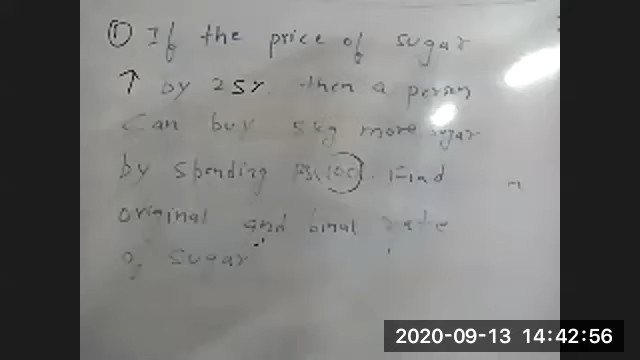 ① If the price of sugar
↑ by 25% then a person
Can buy 5kg more sugar
by spending Rs. 100. Find
original and final rate
of sugar
2020-09-13 14:42:56